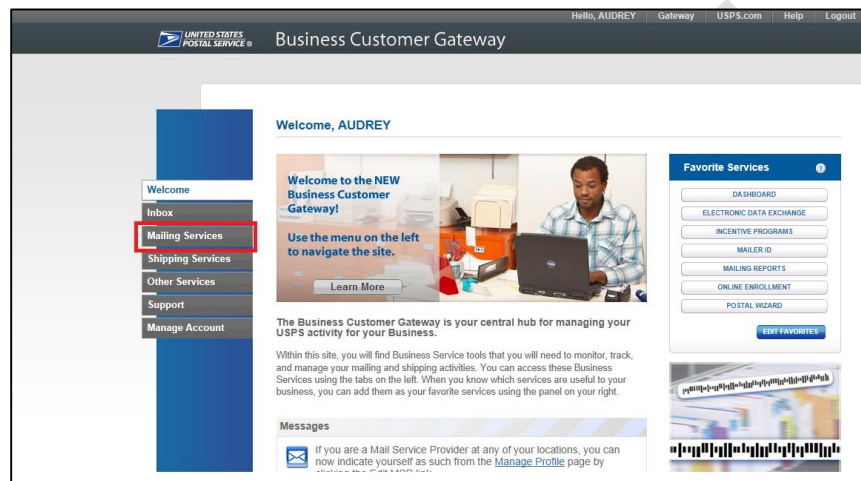 Hello, AUDREY Gateway USPS.com Help Logout
UNITED STATES
POSTAL SERVICE ®
Business Customer Gateway
Welcome, AUDREY
Welcome
Inbox
Mailing Services
Shipping Services
Other Services
Support
Manage Account
Welcome to the NEW
Business Customer
Gateway!
Use the menu on the left
to navigate the site.
Learn More
The Business Customer Gateway is your central hub for managing your
USPS activity for your Business.
Within this site, you will find Business Service tools that you will need to monitor, track,
and manage your mailing and shipping activities. You can access these Business
Services using the tabs on the left. When you know which services are useful to your
business, you can add them as your favorite services using the panel on your right.
Messages
If you are a Mail Service Provider at any of your locations, you can
now indicate yourself as such from the Manage Profile page by
clicking the Edit MSP link
Favorite Services ?
DASHBOARD
ELECTRONIC DATA EXCHANGE
INCENTIVE PROGRAMS
MAILER ID
MAILING REPORTS
ONLINE ENROLLMENT
POSTAL WIZARD
EDIT FAVORITES